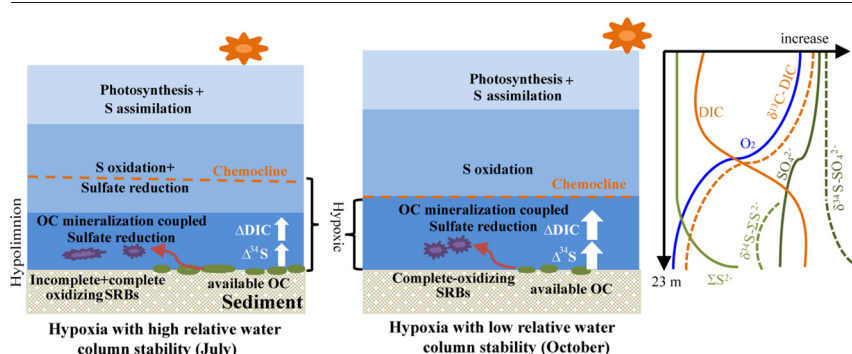 Photosynthesis +
S assimilation
S oxidation+
Chemocline
Sulfate reduction
OC mineralization coupled
Sulfate reduction
ΔDIC
Δ³⁴S
Hypolimnion
Incomplete+complete
oxidizing SRBs
available OC
Sediment
Hypoxia with high relative water
column stability (July)
Photosynthesis +
S assimilation
S oxidation
Chemocline
Hypoxic
OC mineralization coupled
Sulfate reduction
ΔDIC
Δ³⁴S
Complete-oxidizing
SRBs
available OC
Hypoxia with low relative water
column stability (October)
increase
DIC
δ¹³C-DIC
O₂
SO₄²⁻
δ³⁴S-SO₄²⁻
δ³⁴S-ΣS²⁻
ΣS²⁻
23 m